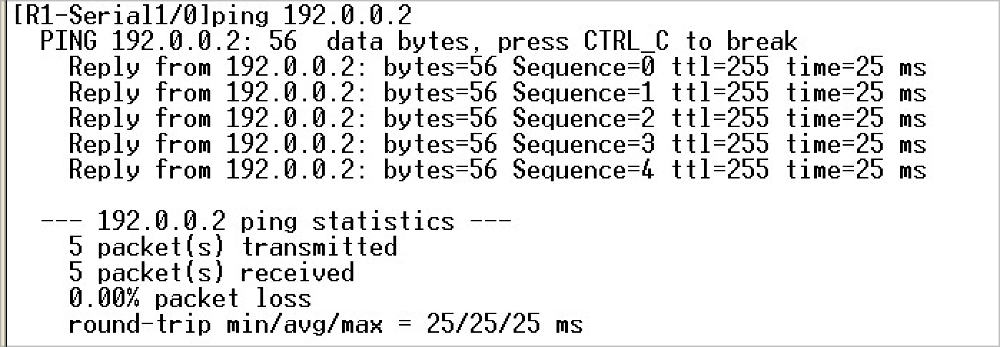 [R1-Serial1/0]ping 192.0.0.2
PING 192.0.0.2: 56  data bytes, press CTRL_C to break
Reply from 192.0.0.2: bytes=56 Sequence=0 ttl=255 time=25 ms
Reply from 192.0.0.2: bytes=56 Sequence=1 ttl=255 time=25 ms
Reply from 192.0.0.2: bytes=56 Sequence=2 ttl=255 time=25 ms
Reply from 192.0.0.2: bytes=56 Sequence=3 ttl=255 time=25 ms
Reply from 192.0.0.2: bytes=56 Sequence=4 ttl=255 time=25 ms
--- 192.0.0.2 ping statistics ---
5 packet(s) transmitted
5 packet(s) received
0.00% packet loss
round-trip min/avg/max = 25/25/25 ms